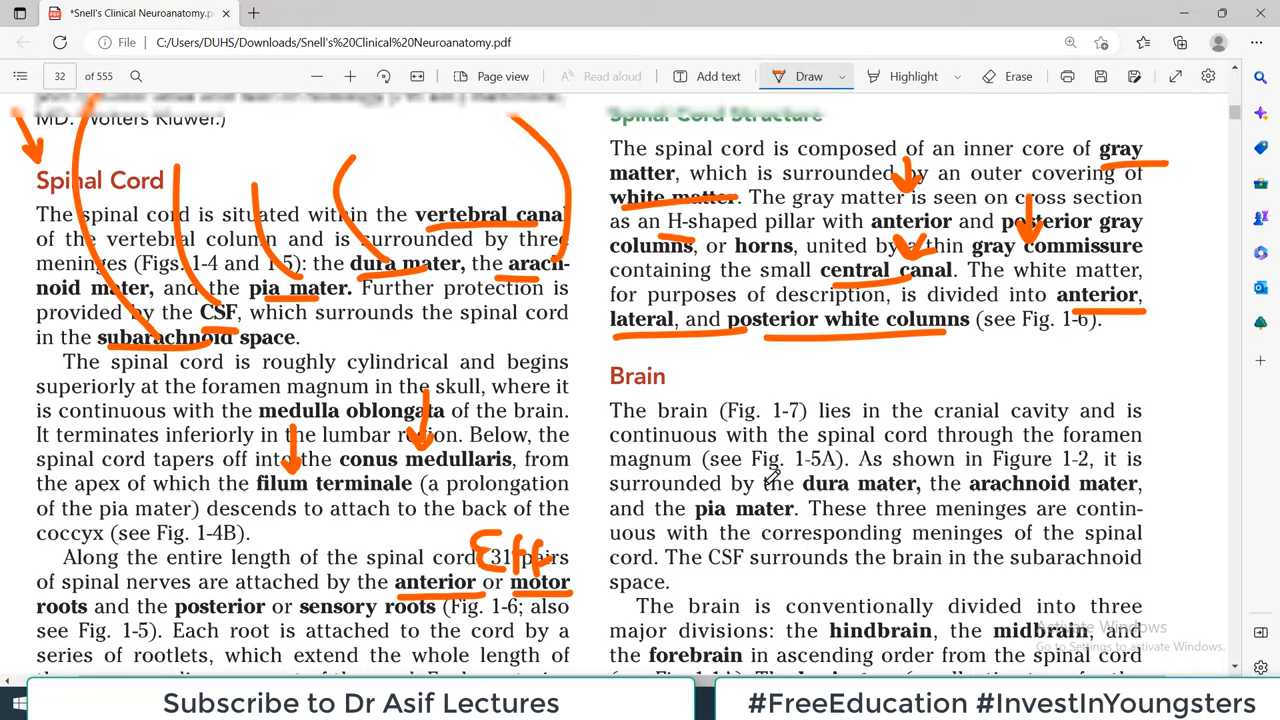 *Snell's Clinical Neuroanatomy.p
File C:/Users/DUHS/Downloads/Snell's%20Clinical%20Neuroanatomy.pdf
32 of 555 Page view Read aloud Add text Draw Highlight Erase
MD. Wolters Kluwer.)
Spinal Cord
The spinal cord is situated within the vertebral canal
of the vertebral column and is surrounded by three
meninges (Figs. 1-4 and 1-5): the dura mater, the arach-
noid mater, and the pia mater. Further protection is
provided by the CSF, which surrounds the spinal cord
in the subarachnoid space.
The spinal cord is roughly cylindrical and begins
superiorly at the foramen magnum in the skull, where it
is continuous with the medulla oblongata of the brain.
It terminates inferiorly in the lumbar region. Below, the
spinal cord tapers off into the conus medullaris, from
the apex of which the filum terminale (a prolongation
of the pia mater) descends to attach to the back of the
coccyx (see Fig. 1-4B).
Eff
Along the entire length of the spinal cord 31 pairs
of spinal nerves are attached by the anterior or motor
roots and the posterior or sensory roots (Fig. 1-6; also
see Fig. 1-5). Each root is attached to the cord by a
series of rootlets, which extend the whole length of
Spinal Cord Structure
The spinal cord is composed of an inner core of gray
matter, which is surrounded by an outer covering of
white matter. The gray matter is seen on cross section
as an H-shaped pillar with anterior and posterior gray
columns, or horns, united by a thin gray commissure
containing the small central canal. The white matter,
for purposes of description, is divided into anterior,
lateral, and posterior white columns (see Fig. 1-6).
Brain
The brain (Fig. 1-7) lies in the cranial cavity and is
continuous with the spinal cord through the foramen
magnum (see Fig. 1-5A). As shown in Figure 1-2, it is
surrounded by the dura mater, the arachnoid mater,
and the pia mater. These three meninges are contin-
uous with the corresponding meninges of the spinal
cord. The CSF surrounds the brain in the subarachnoid
space.
The brain is conventionally divided into three
major divisions: the hindbrain, the midbrain, and
the forebrain in ascending order from the spinal cord
Activate Windows
Go to Settings to activate Windows.
Subscribe to Dr Asif Lectures
#FreeEducation #InvestInYoungsters